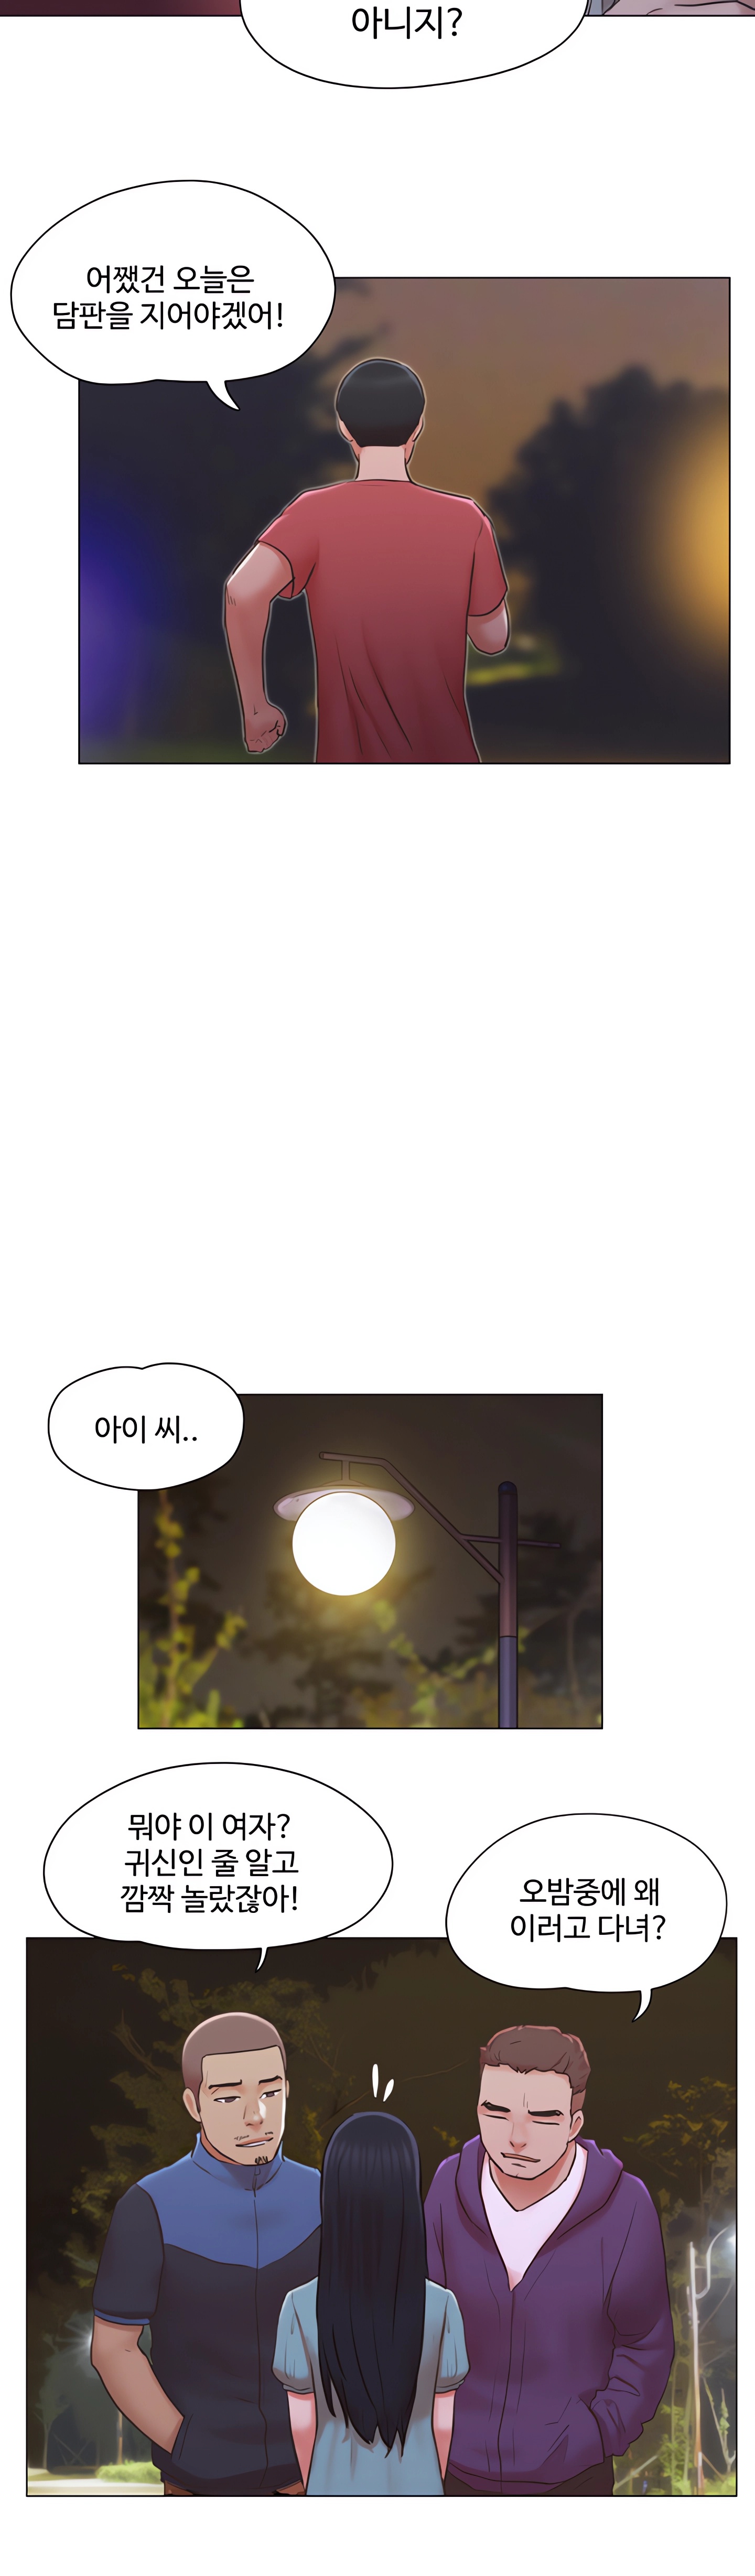 아니지?
어쨌건 오늘은
담판을 지어야겠어!
아이 씨..
뭐야 이 여자?
귀신인 줄 알고
깜짝 놀랐잖아!
오밤중에 왜
이러고 다녀?